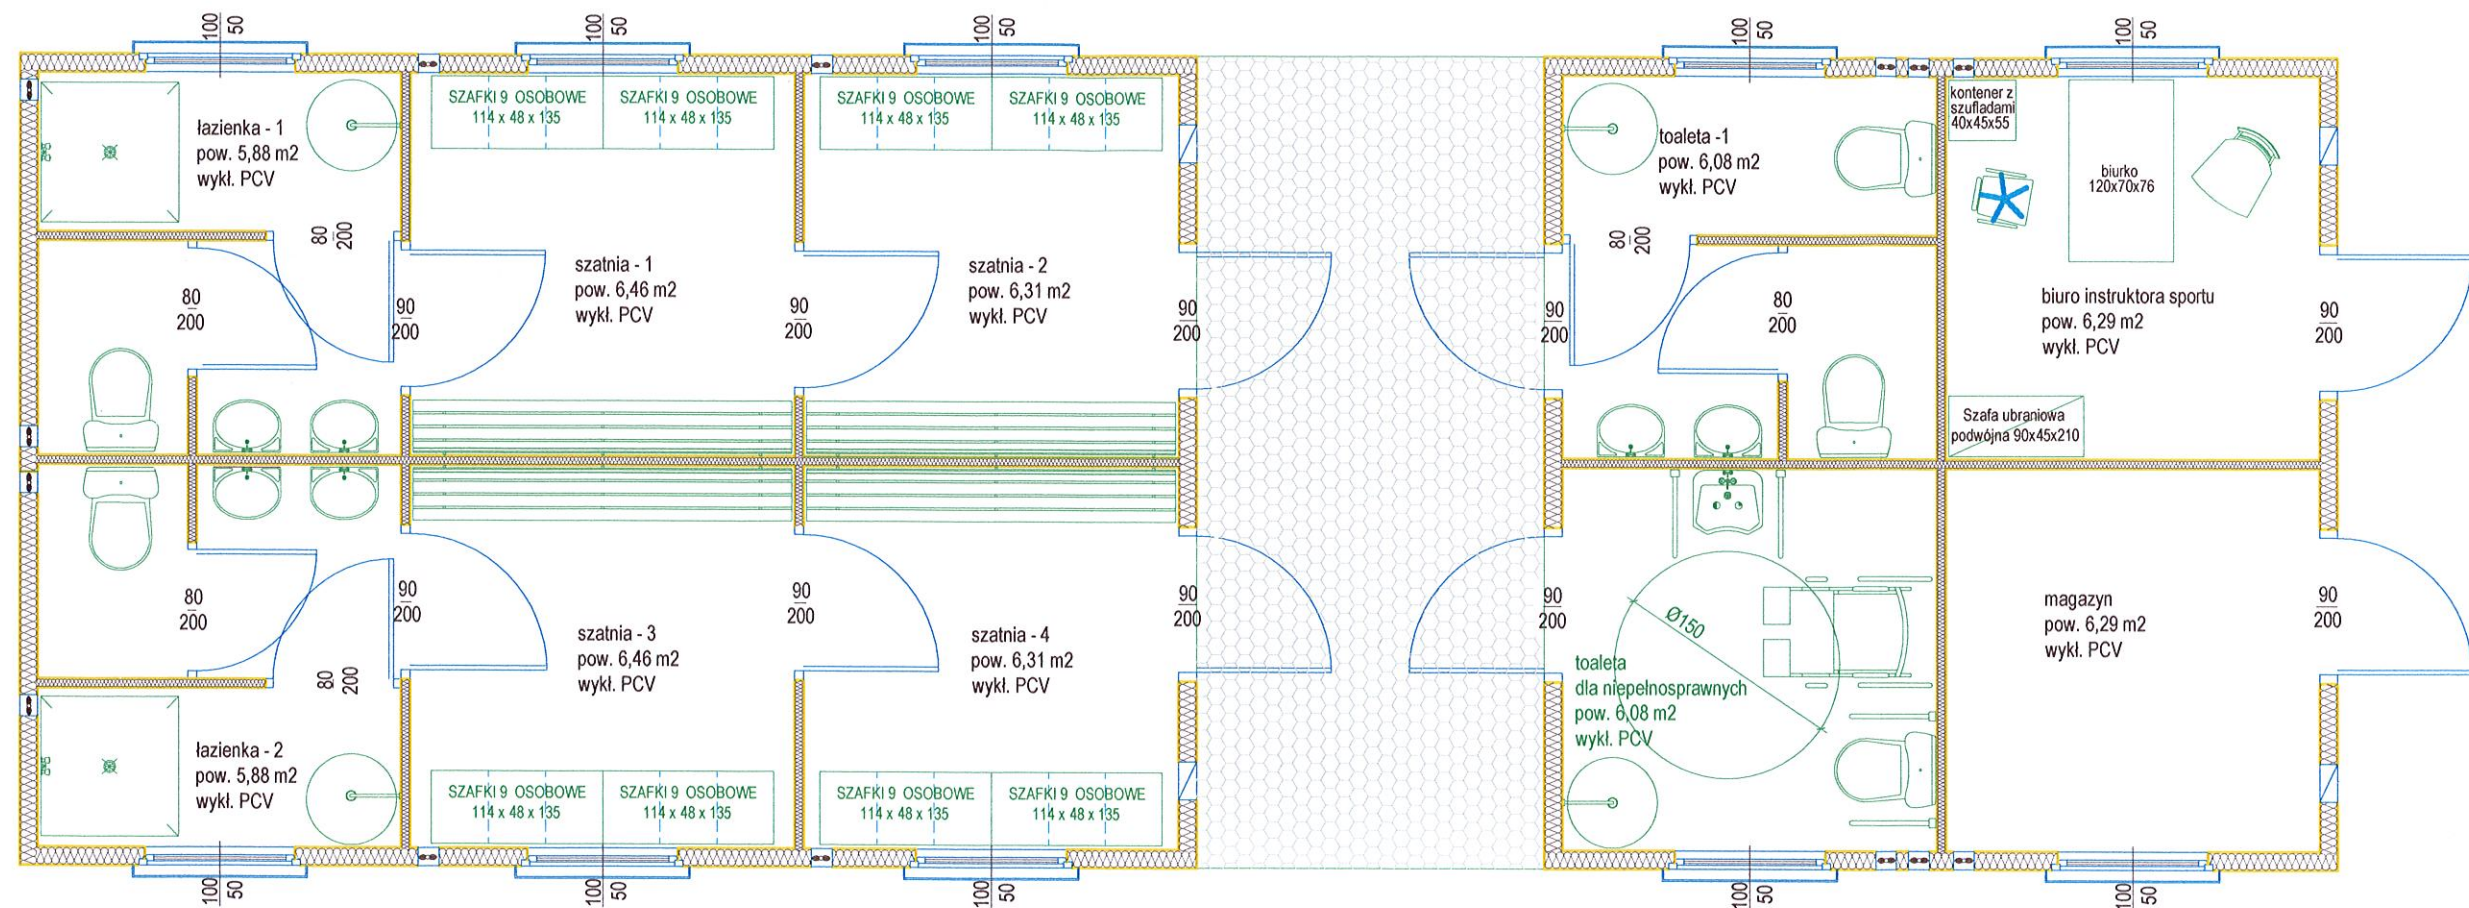 100
50
100
50
100
50
100
50
100
50
SZAFKI 9 OSOBOWE
114 x 48 x 135
SZAFKI 9 OSOBOWE
114 x 48 x 135
SZAFKI 9 OSOBOWE
114 x 48 x 135
SZAFKI 9 OSOBOWE
114 x 48 x 135
łazienka - 1
pow. 5,88 m2
wykł. PCV
toaleta -1
pow. 6,08 m2
wykł. PCV
kontener z
szufladami
40x45x55
biurko
120x70x76
80
200
80
200
szatnia - 1
pow. 6,46 m2
wykł. PCV
szatnia - 2
pow. 6,31 m2
wykł. PCV
biuro instruktora sportu
pow. 6,29 m2
wykł. PCV
80
200
90
200
90
200
90
200
90
200
80
200
90
200
Szafa ubraniowa
podwójna 90x45x210
80
200
90
200
90
200
90
200
90
200
90
200
szatnia - 3
pow. 6,46 m2
wykł. PCV
szatnia - 4
pow. 6,31 m2
wykł. PCV
Ø150
magazyn
pow. 6,29 m2
wykł. PCV
80
200
toaleta
dla niepełnosprawnych
pow. 6,08 m2
wykł. PCV
łazienka - 2
pow. 5,88 m2
wykł. PCV
SZAFKI 9 OSOBOWE
114 x 48 x 135
SZAFKI 9 OSOBOWE
114 x 48 x 135
SZAFKI 9 OSOBOWE
114 x 48 x 135
SZAFKI 9 OSOBOWE
114 x 48 x 135
100
50
100
50
100
50
100
50
100
50